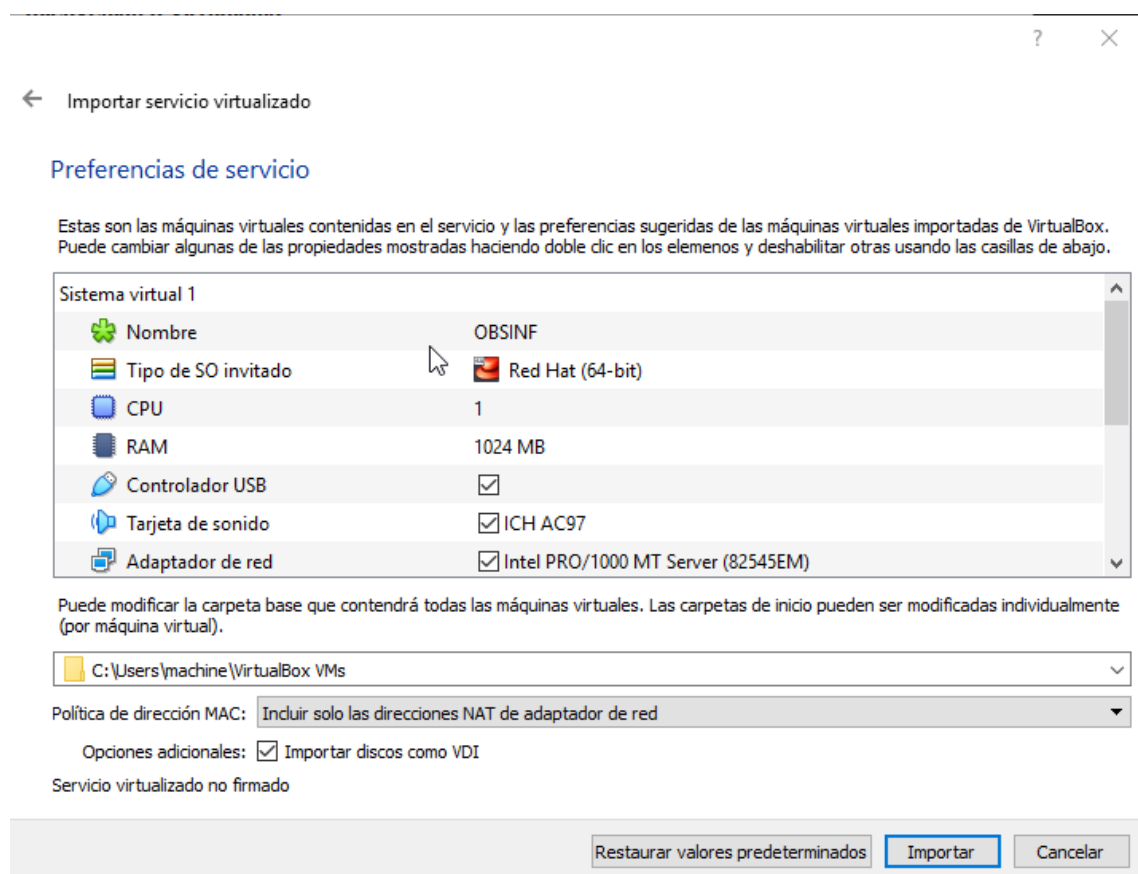 ?
Importar servicio virtualizado
Preferencias de servicio
Estas son las máquinas virtuales contenidas en el servicio y las preferencias sugeridas de las máquinas virtuales importadas de VirtualBox.
Puede cambiar algunas de las propiedades mostradas haciendo doble clic en los elemenos y deshabilitar otras usando las casillas de abajo.
Sistema virtual 1
Nombre OBSINF
Tipo de SO invitado Red Hat (64-bit)
CPU 1
RAM 1024 MB
Controlador USB
Tarjeta de sonido ICH AC97
Adaptador de red Intel PRO/1000 MT Server (82545EM)
Puede modificar la carpeta base que contendrá todas las máquinas virtuales. Las carpetas de inicio pueden ser modificadas individualmente
(por máquina virtual).
C:\Users\machine\VirtualBox VMs
Política de dirección MAC: Incluir solo las direcciones NAT de adaptador de red
Opciones adicionales: Importar discos como VDI
Servicio virtualizado no firmado
Restaurar valores predeterminados Importar Cancelar